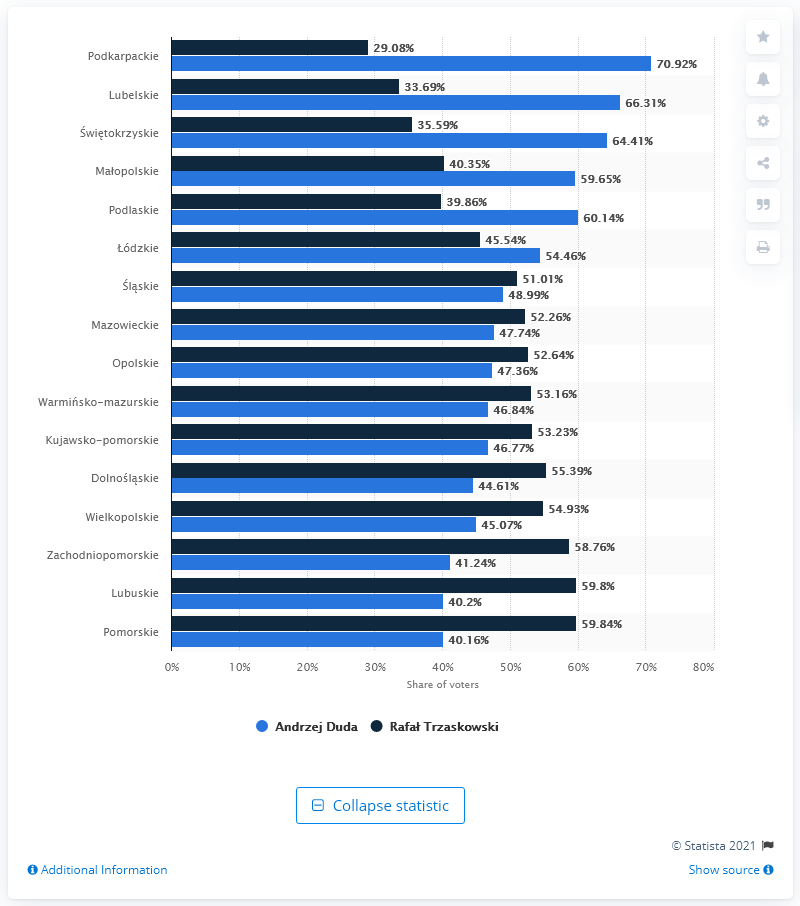 29.08%
Podkarpackie
70.92%
33.69%
Lubelskie
66.31%
35.59%
Świętokrzyskie
64.41%
40.35%
Małopolskie
59.65%
39.86%
Podlaskie
60.14%
45.54%
Łódzkie
54.46%
51.01%
Śląskie
48.99%
52.26%
Mazowieckie
47.74%
52.64%
Opolskie
47.36%
53.16%
Warmińsko-mazurskie
46.84%
53.23%
Kujawsko-pomorskie
46.77%
55.39%
Dolnośląskie
44.61%
54.93%
Wielkopolskie
45.07%
58.76%
Zachodniopomorskie
41.24%
59.8%
Lubuskie
40.2%
59.84%
Pomorskie
40.16%
0% 10% 20% 30% 40% 50% 60% 70% 80%
Share of voters
Andrzej Duda Rafał Trzaskowski
Collapse statistic
© Statista 2021
Additional Information Show source